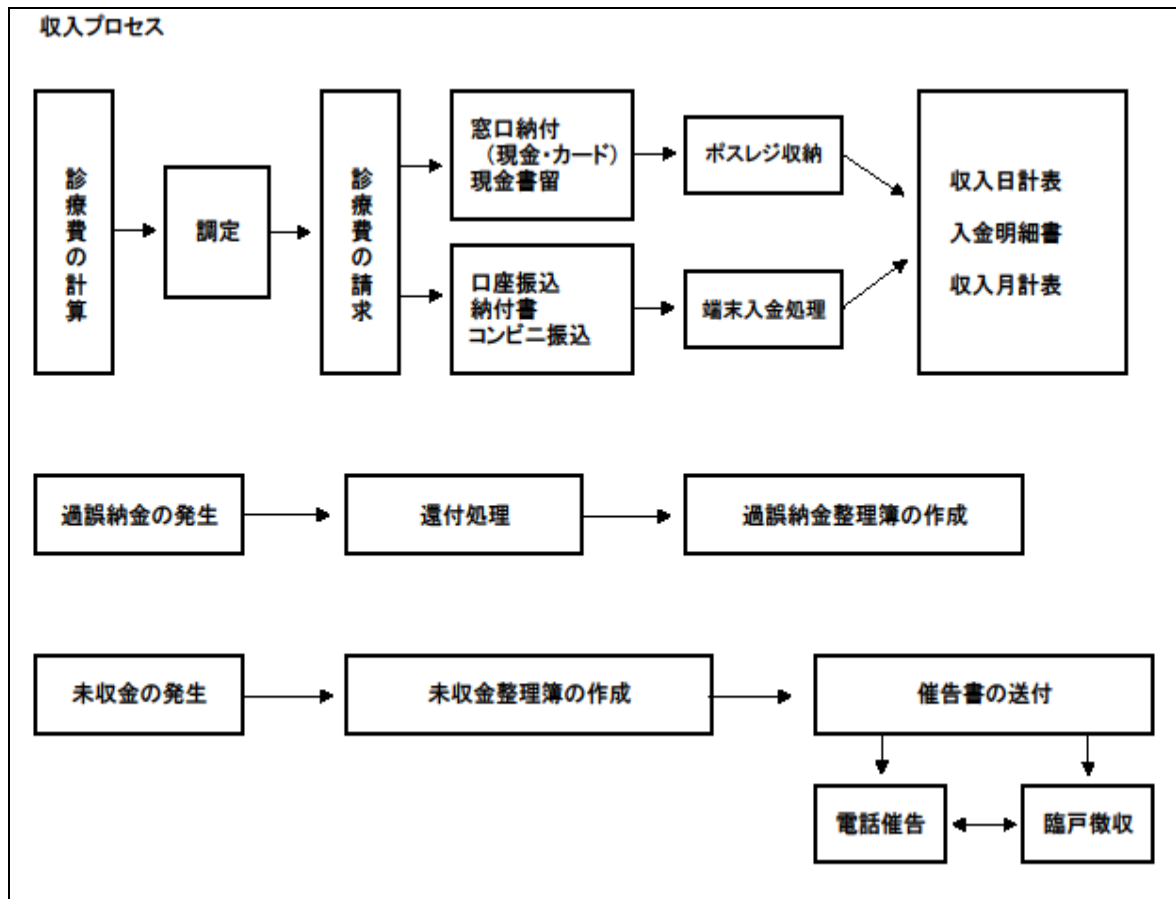 収入プロセス
診療費の計算
調定
診療費の請求
窓口納付
(現金・カード)
現金書留
ポスレジ収納
口座振込
納付書
コンビニ振込
端末入金処理
収入日計表
入金明細書
収入月計表
過誤納金の発生
還付処理
過誤納金整理簿の作成
未収金の発生
未収金整理簿の作成
催告書の送付
電話催告
臨戸徴収